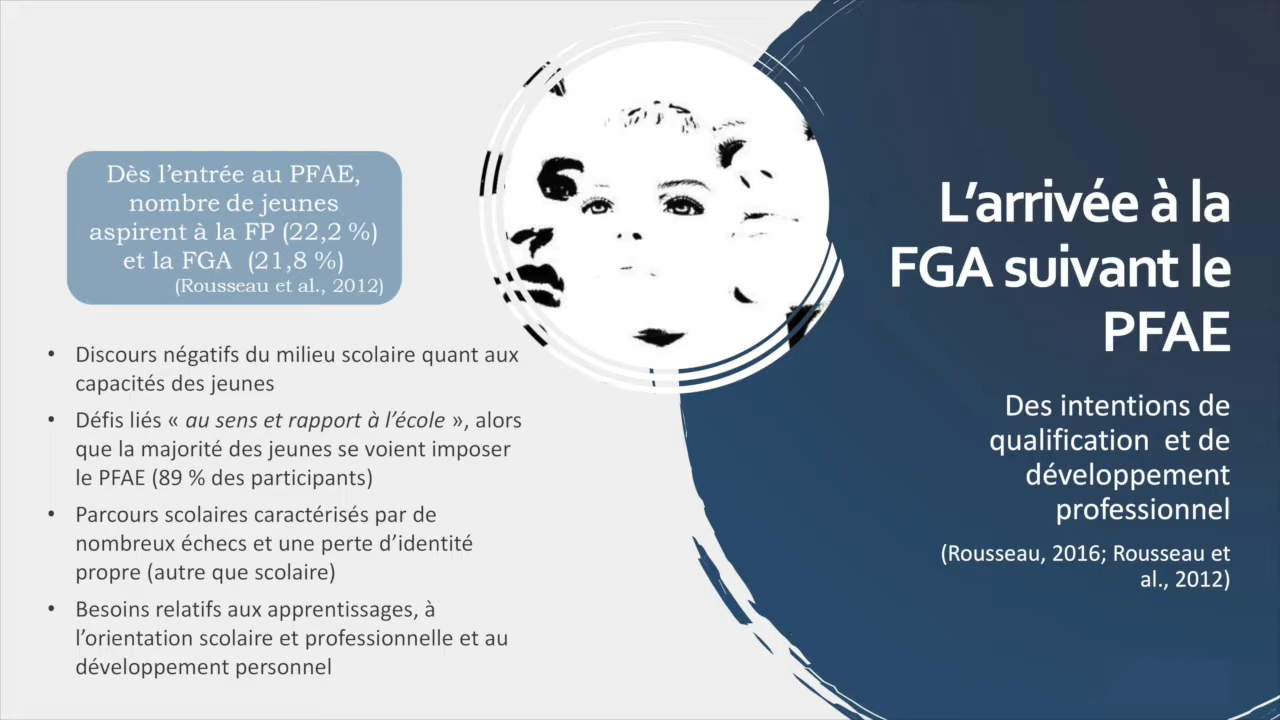 Dès l’entrée au PFAE,
nombre de jeunes
aspirent à la FP (22,2 %)
et la FGA (21,8 %)
(Rousseau et al., 2012)
• Discours négatifs du milieu scolaire quant aux
capacités des jeunes
• Défis liés « au sens et rapport à l’école », alors
que la majorité des jeunes se voient imposer
le PFAE (89 % des participants)
• Parcours scolaires caractérisés par de
nombreux échecs et une perte d’identité
propre (autre que scolaire)
• Besoins relatifs aux apprentissages, à
l’orientation scolaire et professionnelle et au
développement personnel
L’arrivée à la
FGA suivant le
PFAE
Des intentions de
qualification et de
développement
professionnel
(Rousseau, 2016; Rousseau et
al., 2012)